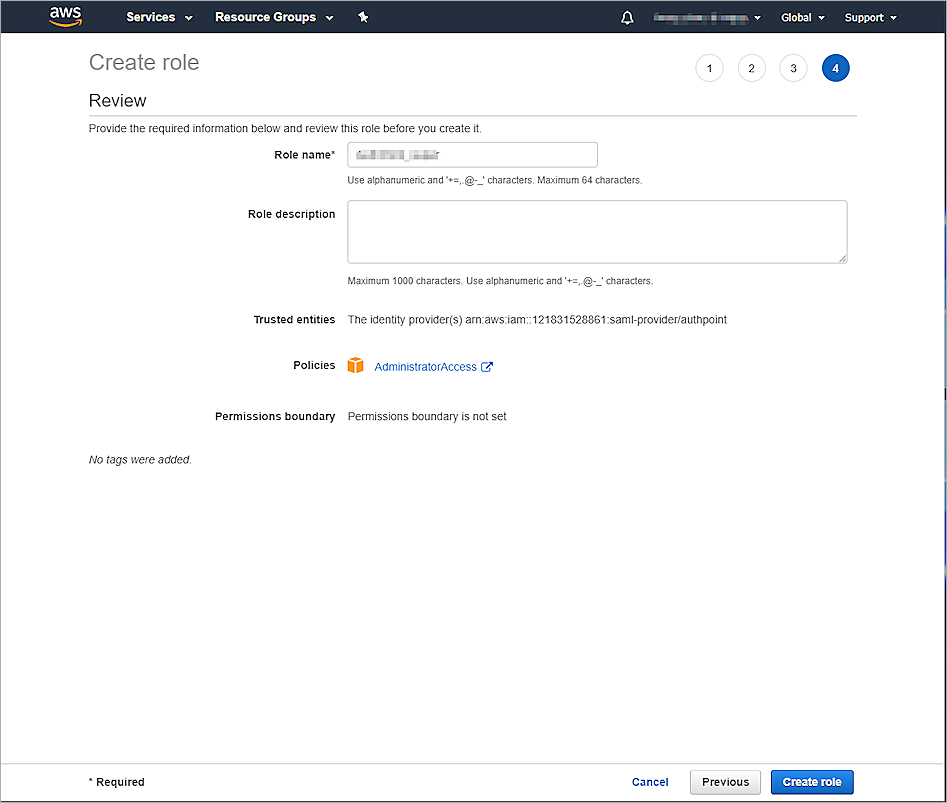 aws Services Resource Groups Global Support
Create role 1 2 3 4
Review
Provide the required information below and review this role before you create it.
Role name*
Use alphanumeric and '+=,.@-_' characters. Maximum 64 characters.
Role description
Maximum 1000 characters. Use alphanumeric and '+=,.@-_' characters.
Trusted entities The identity provider(s) arn:aws:iam::121831528861:saml-provider/authpoint
Policies AdministratorAccess
Permissions boundary Permissions boundary is not set
No tags were added.
* Required Cancel Previous Create role